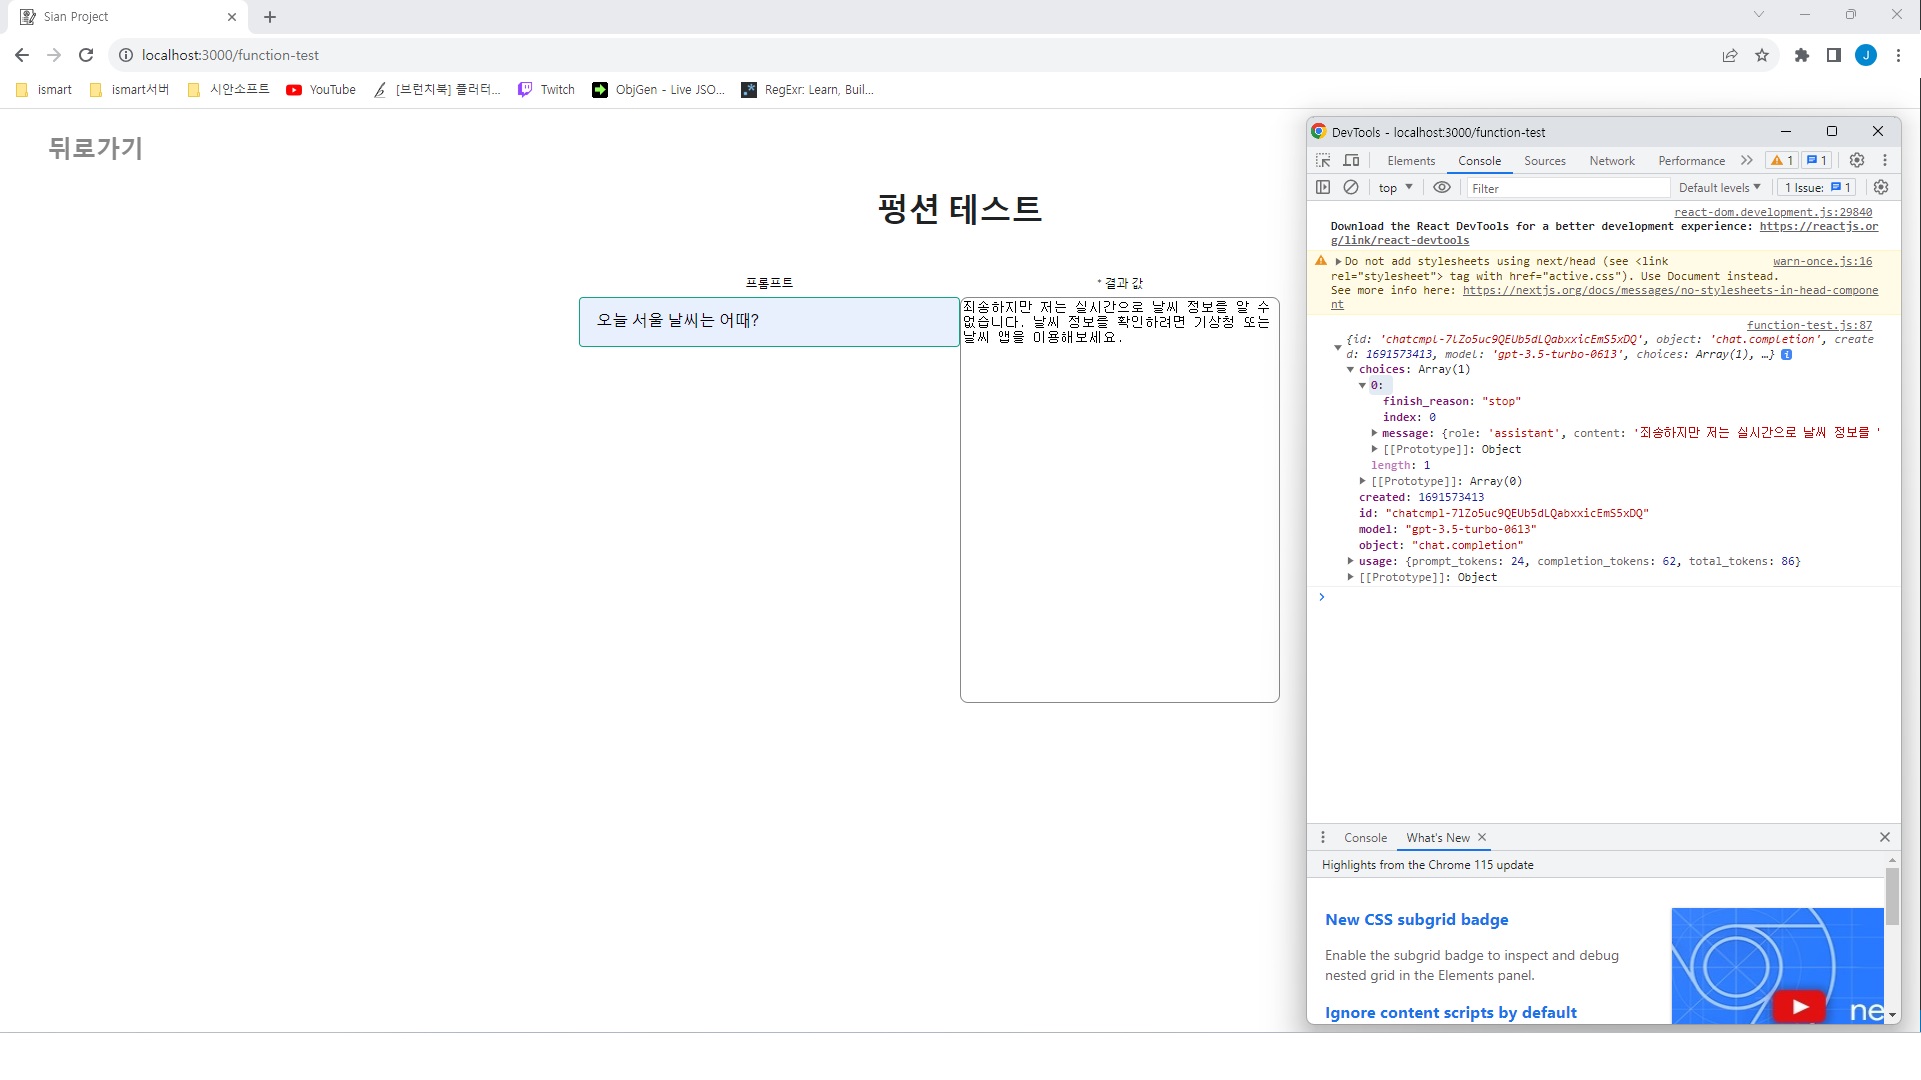 Sian Project
localhost:3000/function-test
J
ismart
ismart서버
시안소프트
YouTube
[브런치북] 플러터...
Twitch
ObjGen - Live JSO...
RegExr: Learn, Buil...
뒤로가기
펑션 테스트
프롬프트
* 결과 값
오늘 서울 날씨는 어때?
죄송하지만 저는 실시간으로 날씨 정보를 알 수
없습니다. 날씨 정보를 확인하려면 기상청 또는
날씨 앱을 이용해보세요.
DevTools - localhost:3000/function-test
Elements Console Sources Network Performance 1 1
top Filter Default levels 1 Issue: 1
react-dom.development.js:29840
Download the React DevTools for a better development experience: https://reactjs.or
g/link/react-devtools
Do not add stylesheets using next/head (see <link warn-once.js:16
rel="stylesheet"> tag with href="active.css"). Use Document instead.
See more info here: https://nextjs.org/docs/messages/no-stylesheets-in-head-compone
nt
function-test.js:87
{id: 'chatcmpl-7lZo5uc9QEUb5dLQabxxicEmS5xDQ', object: 'chat.completion', create
d: 1691573413, model: 'gpt-3.5-turbo-0613', choices: Array(1), …} i
choices: Array(1)
0:
finish_reason: "stop"
index: 0
message: {role: 'assistant', content: '죄송하지만 저는 실시간으로 날씨 정보를 '
[[Prototype]]: Object
length: 1
[[Prototype]]: Array(0)
created: 1691573413
id: "chatcmpl-7lZo5uc9QEUb5dLQabxxicEmS5xDQ"
model: "gpt-3.5-turbo-0613"
object: "chat.completion"
usage: {prompt_tokens: 24, completion_tokens: 62, total_tokens: 86}
[[Prototype]]: Object
Console What's New
Highlights from the Chrome 115 update
New CSS subgrid badge
Enable the subgrid badge to inspect and debug
nested grid in the Elements panel.
Ignore content scripts by default
ne